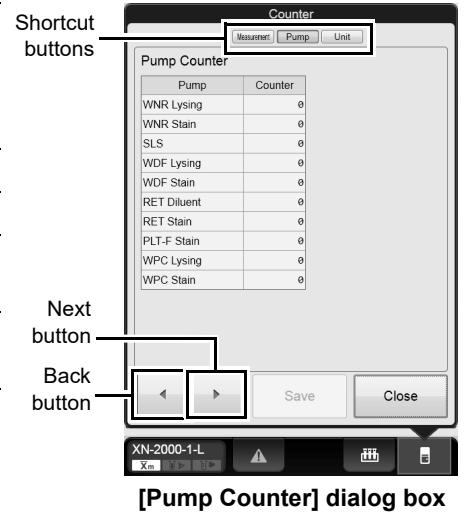 Counter
Shortcut
buttons
Measurement Pump Unit
Pump Counter
Pump Counter
WNR Lysing 0
WNR Stain 0
SLS 0
WDF Lysing 0
WDF Stain 0
RET Diluent 0
RET Stain 0
PLT-F Stain 0
WPC Lysing 0
WPC Stain 0
Next
button
Back
button
Save Close
XN-2000-1-L
Xm
[Pump Counter] dialog box